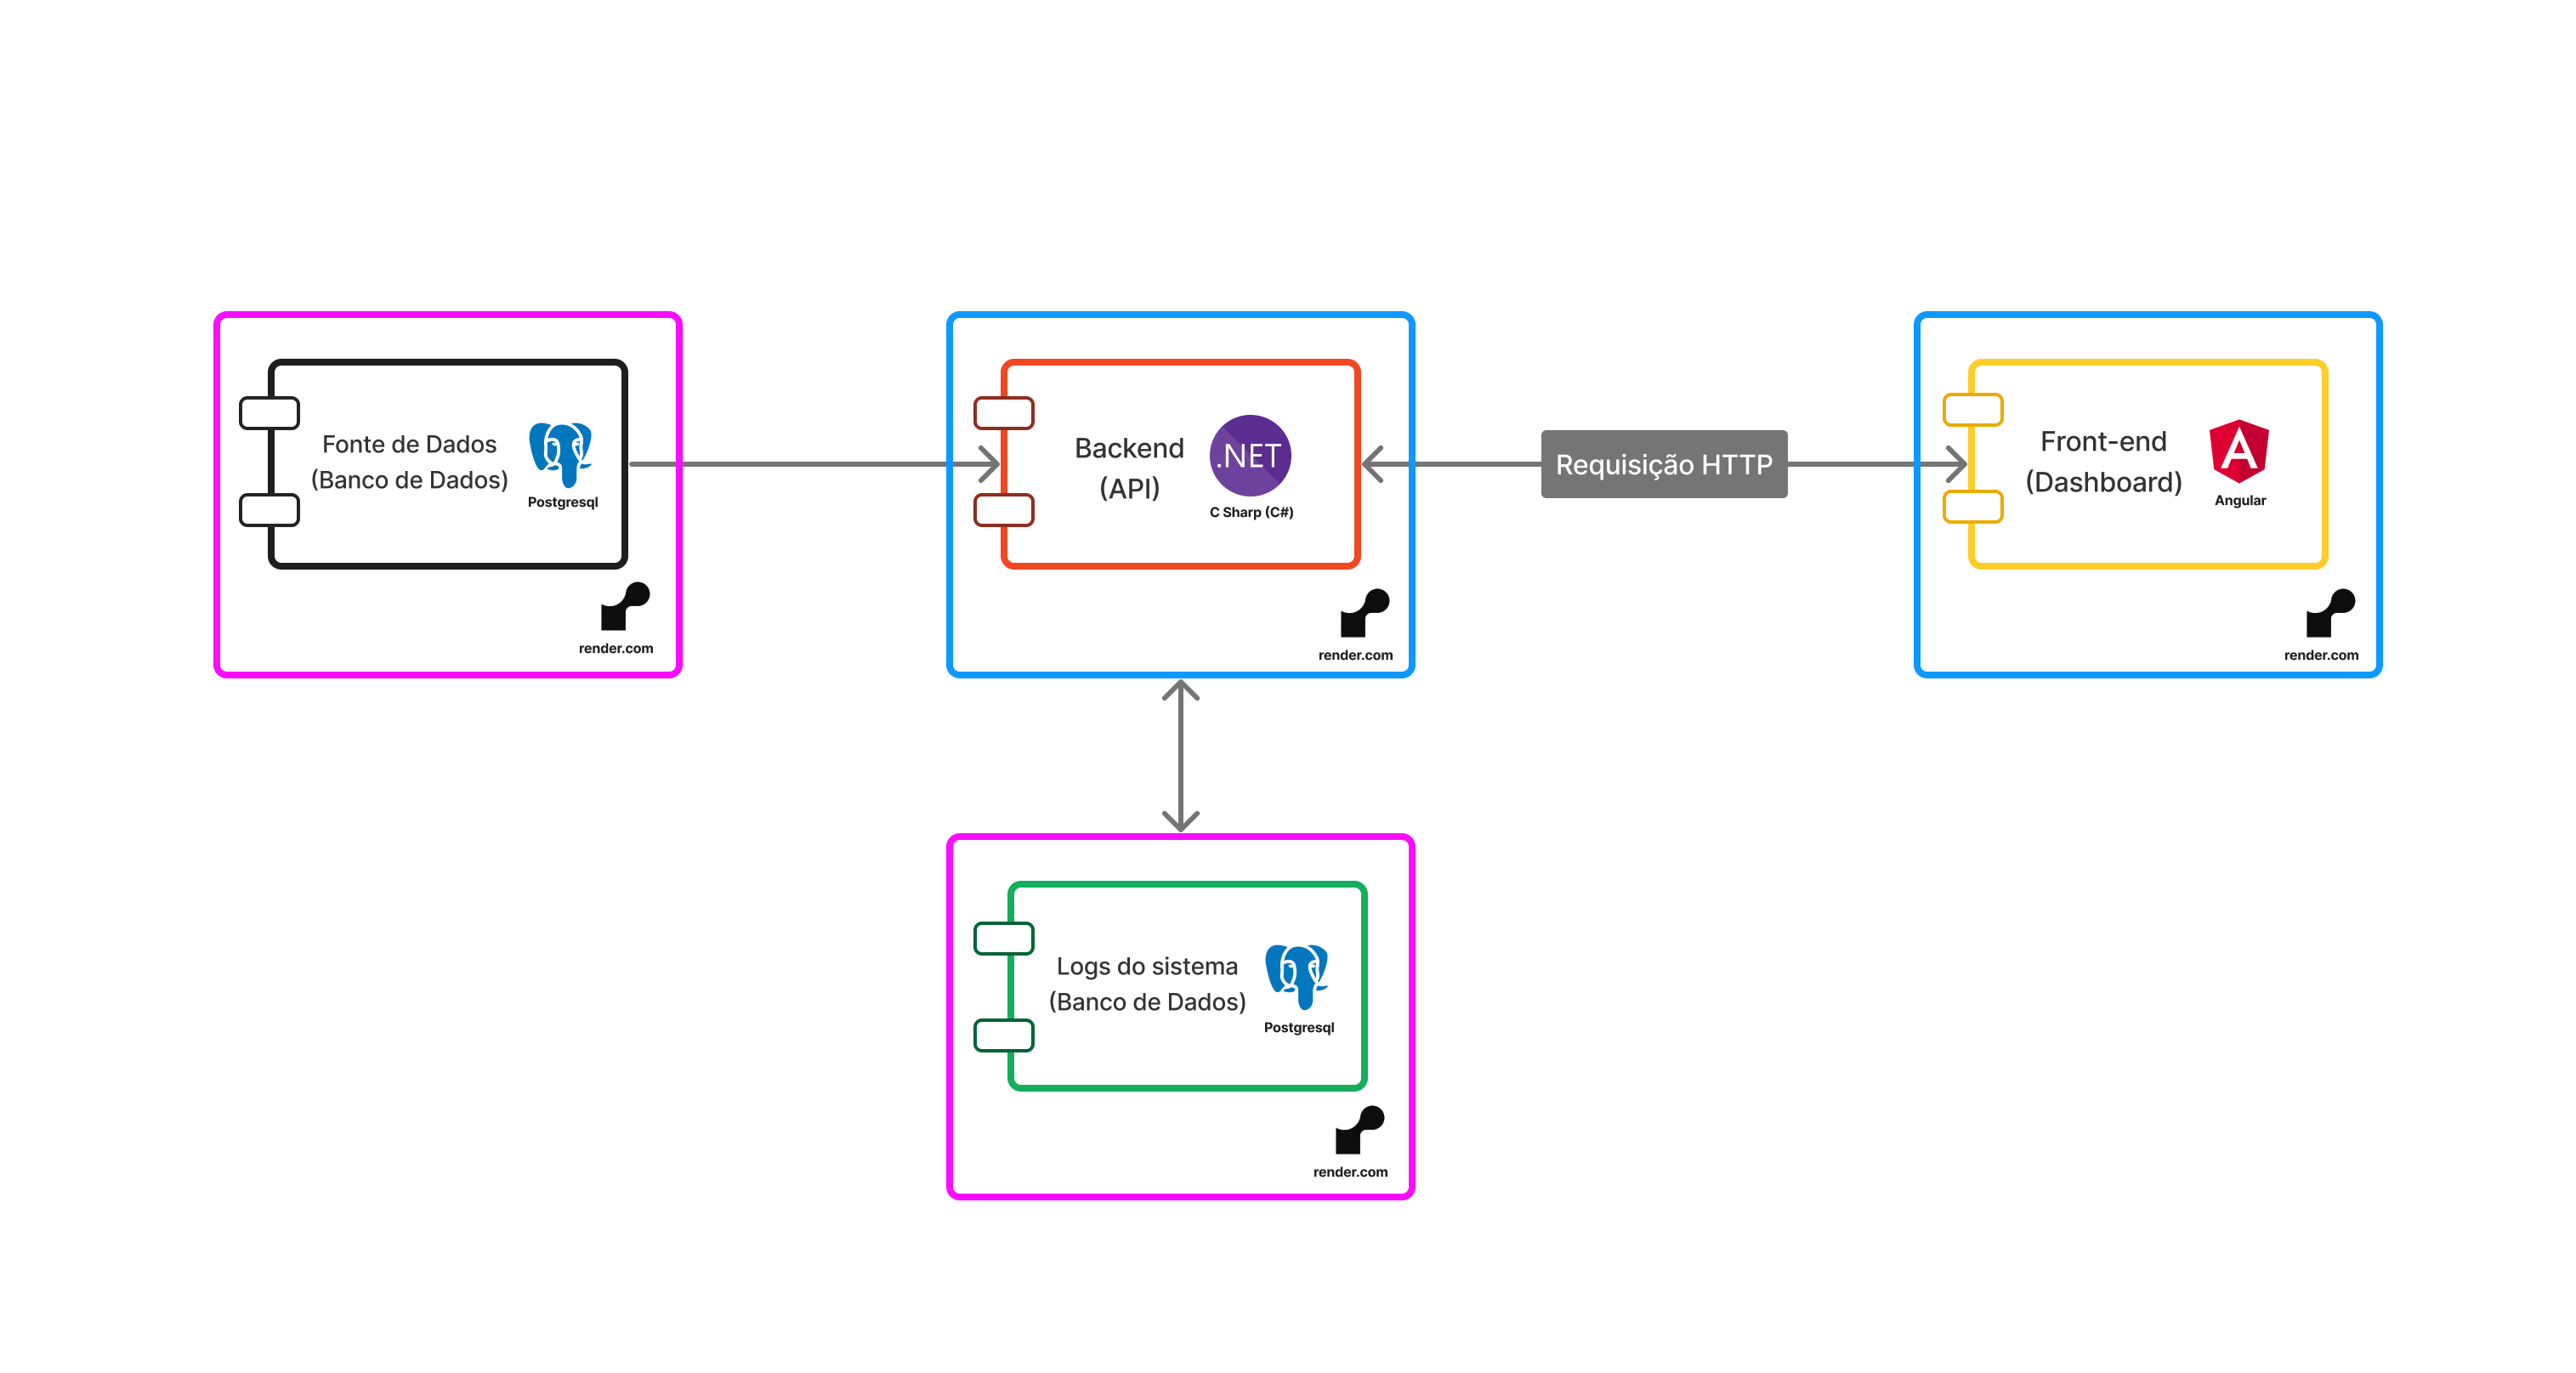 Fonte de Dados
(Banco de Dados)
Postgresql
render.com
Backend
(API)
.NET
C Sharp (C#)
render.com
Requisição HTTP
Front-end
(Dashboard)
A
Angular
render.com
Logs do sistema
(Banco de Dados)
Postgresql
render.com